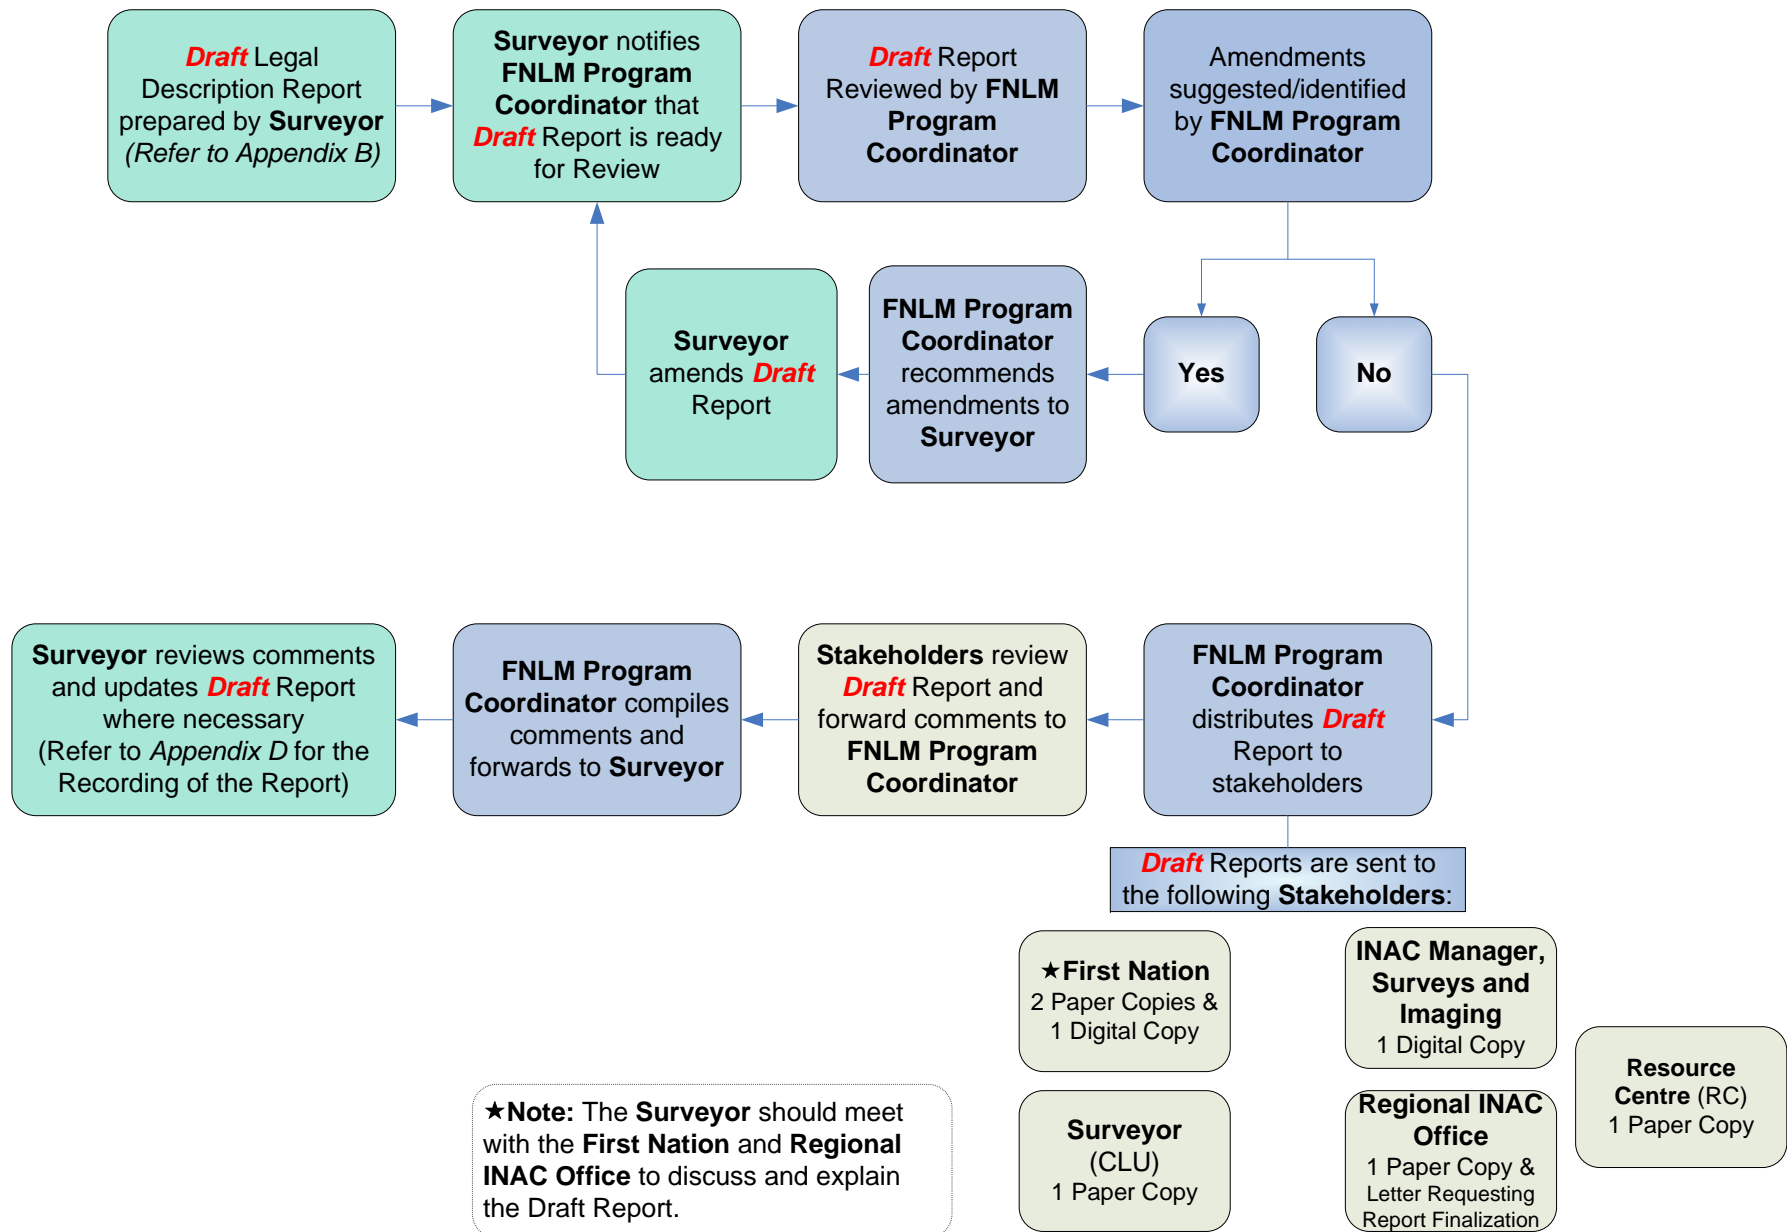 Draft Legal
Description Report
prepared by Surveyor
(Refer to Appendix B)
Surveyor notifies
FNLM Program
Coordinator that
Draft Report is ready
for Review
Draft Report
Reviewed by FNLM
Program
Coordinator
Amendments
suggested/identified
by FNLM Program
Coordinator
Surveyor
amends Draft
Report
FNLM Program
Coordinator
recommends
amendments to
Surveyor
Yes
No
Surveyor reviews comments
and updates Draft Report
where necessary
(Refer to Appendix D for the
Recording of the Report)
FNLM Program
Coordinator compiles
comments and
forwards to Surveyor
Stakeholders review
Draft Report and
forward comments to
FNLM Program
Coordinator
FNLM Program
Coordinator
distributes Draft
Report to
stakeholders
Draft Reports are sent to
the following Stakeholders:
★First Nation
2 Paper Copies &
1 Digital Copy
INAC Manager,
Surveys and
Imaging
1 Digital Copy
Resource
Centre (RC)
1 Paper Copy
Surveyor
(CLU)
1 Paper Copy
Regional INAC
Office
1 Paper Copy &
Letter Requesting
Report Finalization
★Note: The Surveyor should meet
with the First Nation and Regional
INAC Office to discuss and explain
the Draft Report.